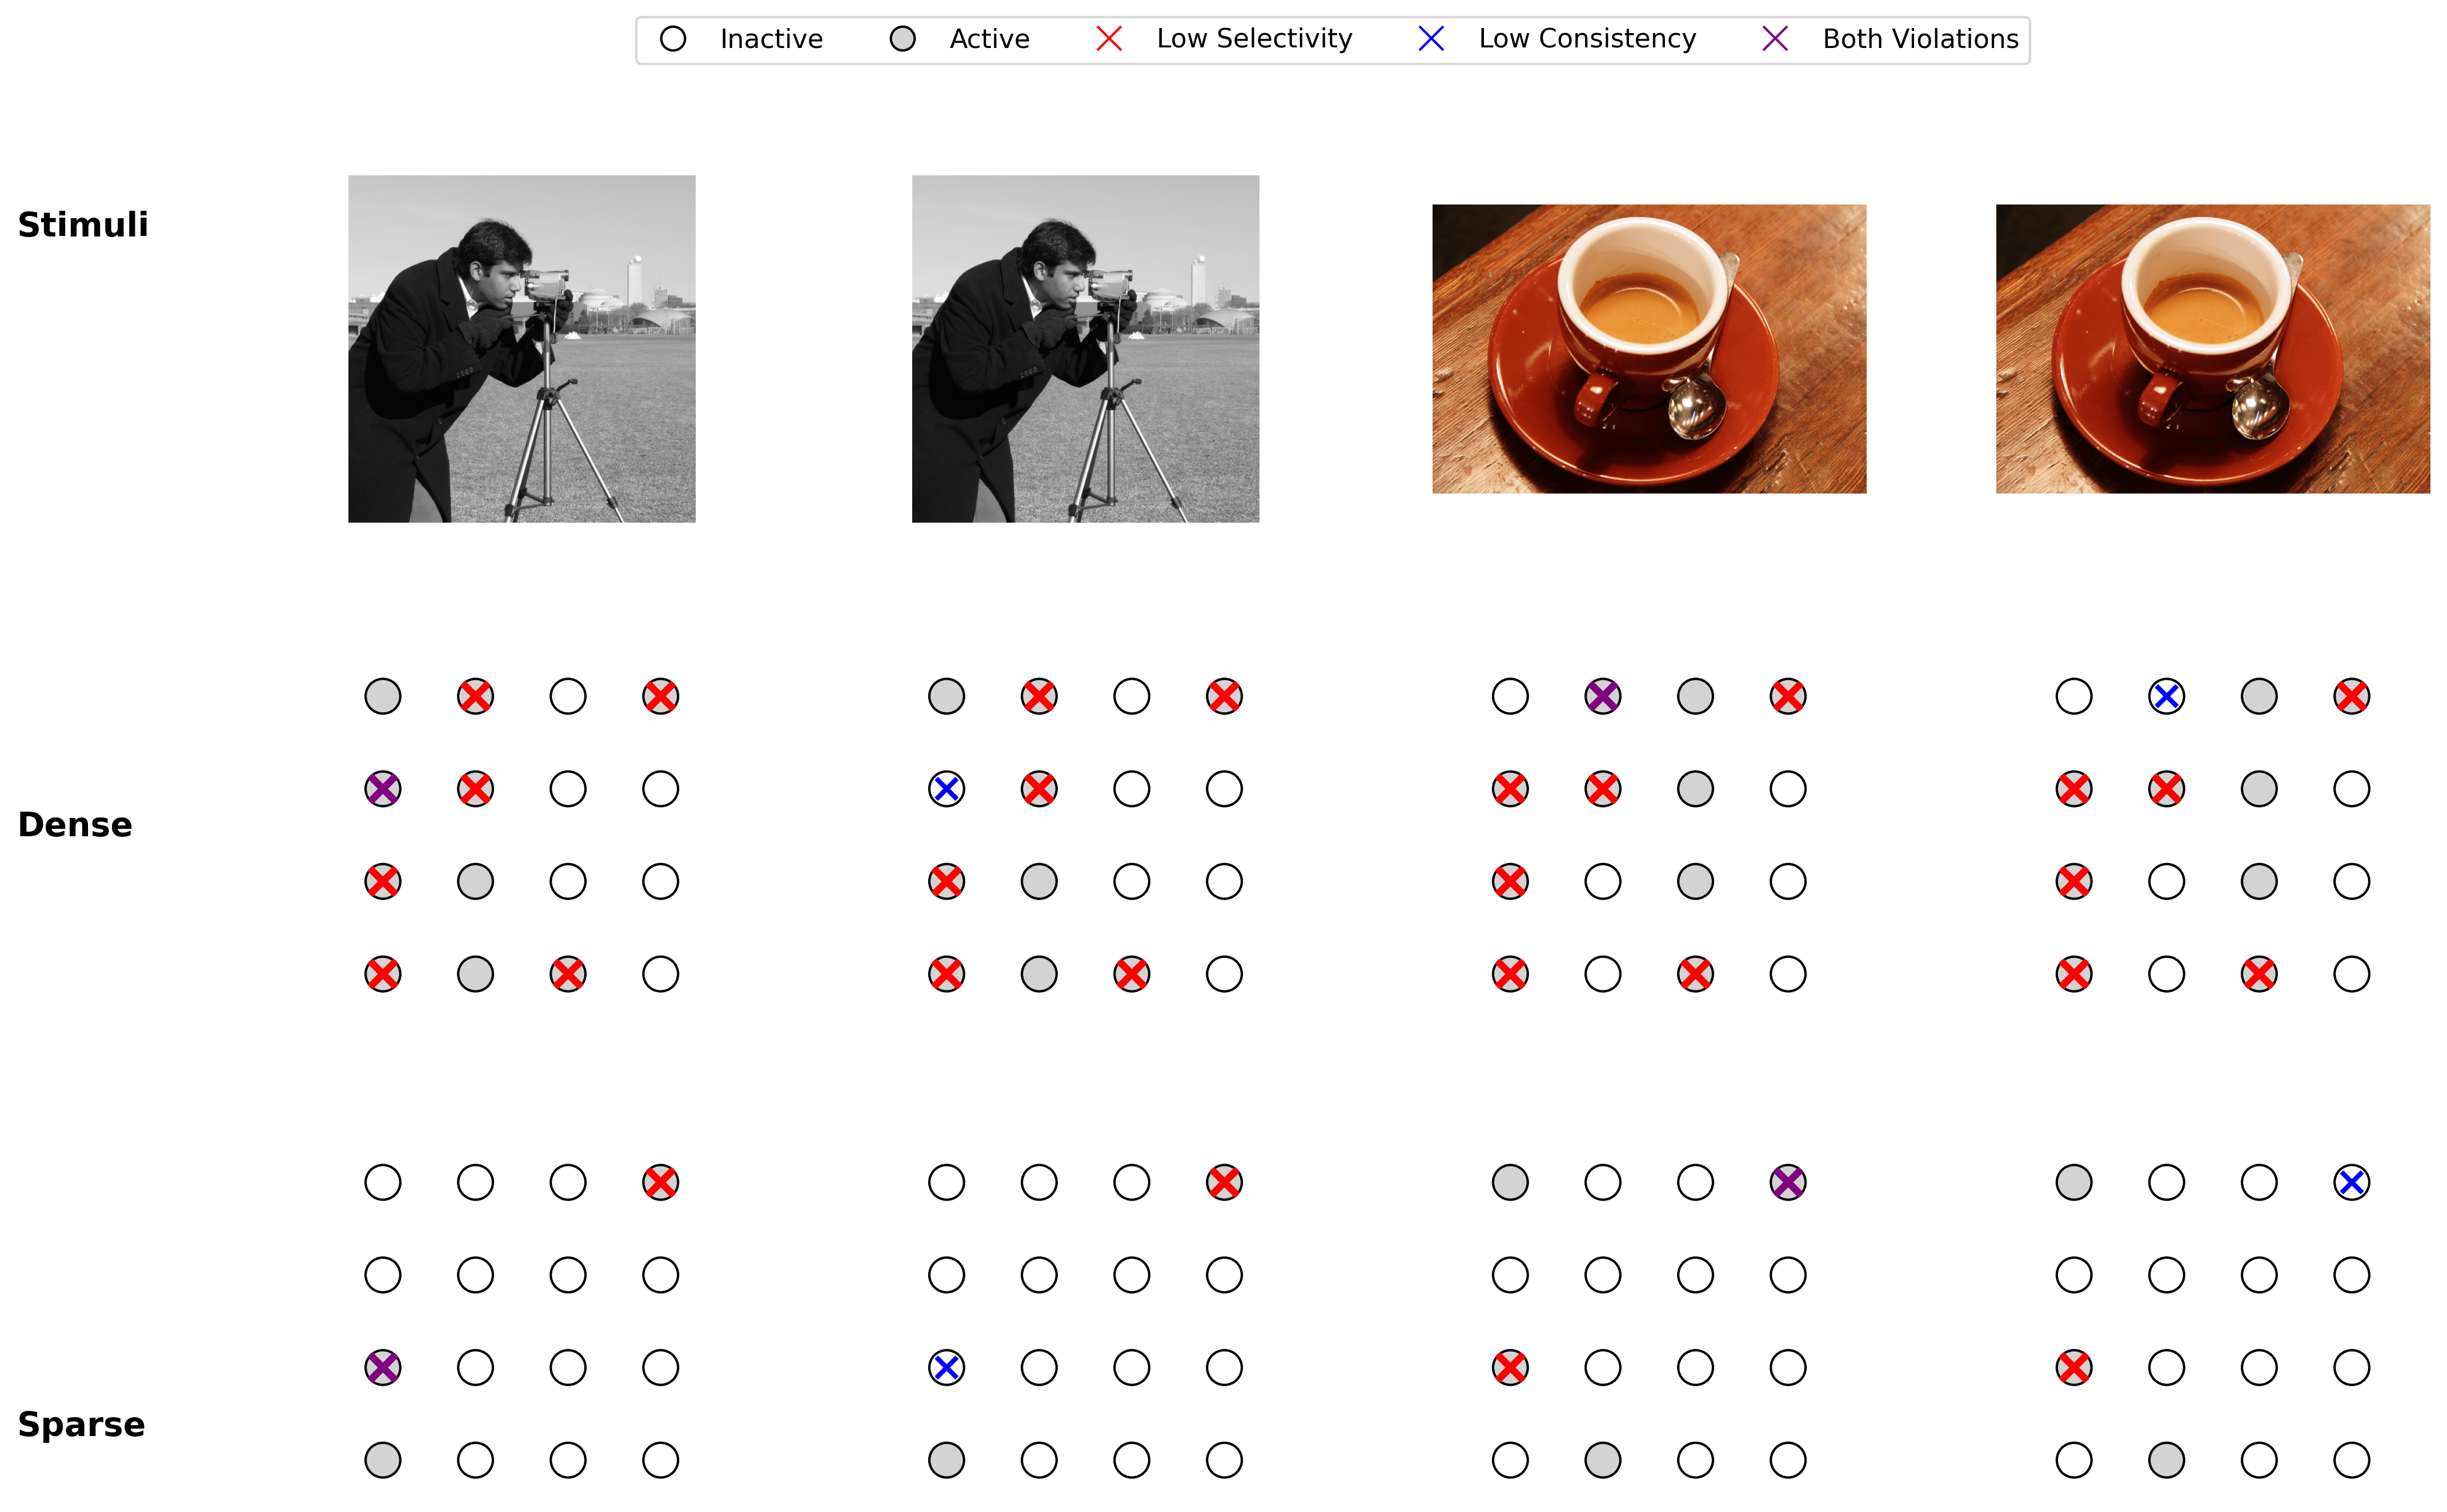 Inactive Active Low Selectivity Low Consistency Both Violations
Stimuli
Dense
Sparse